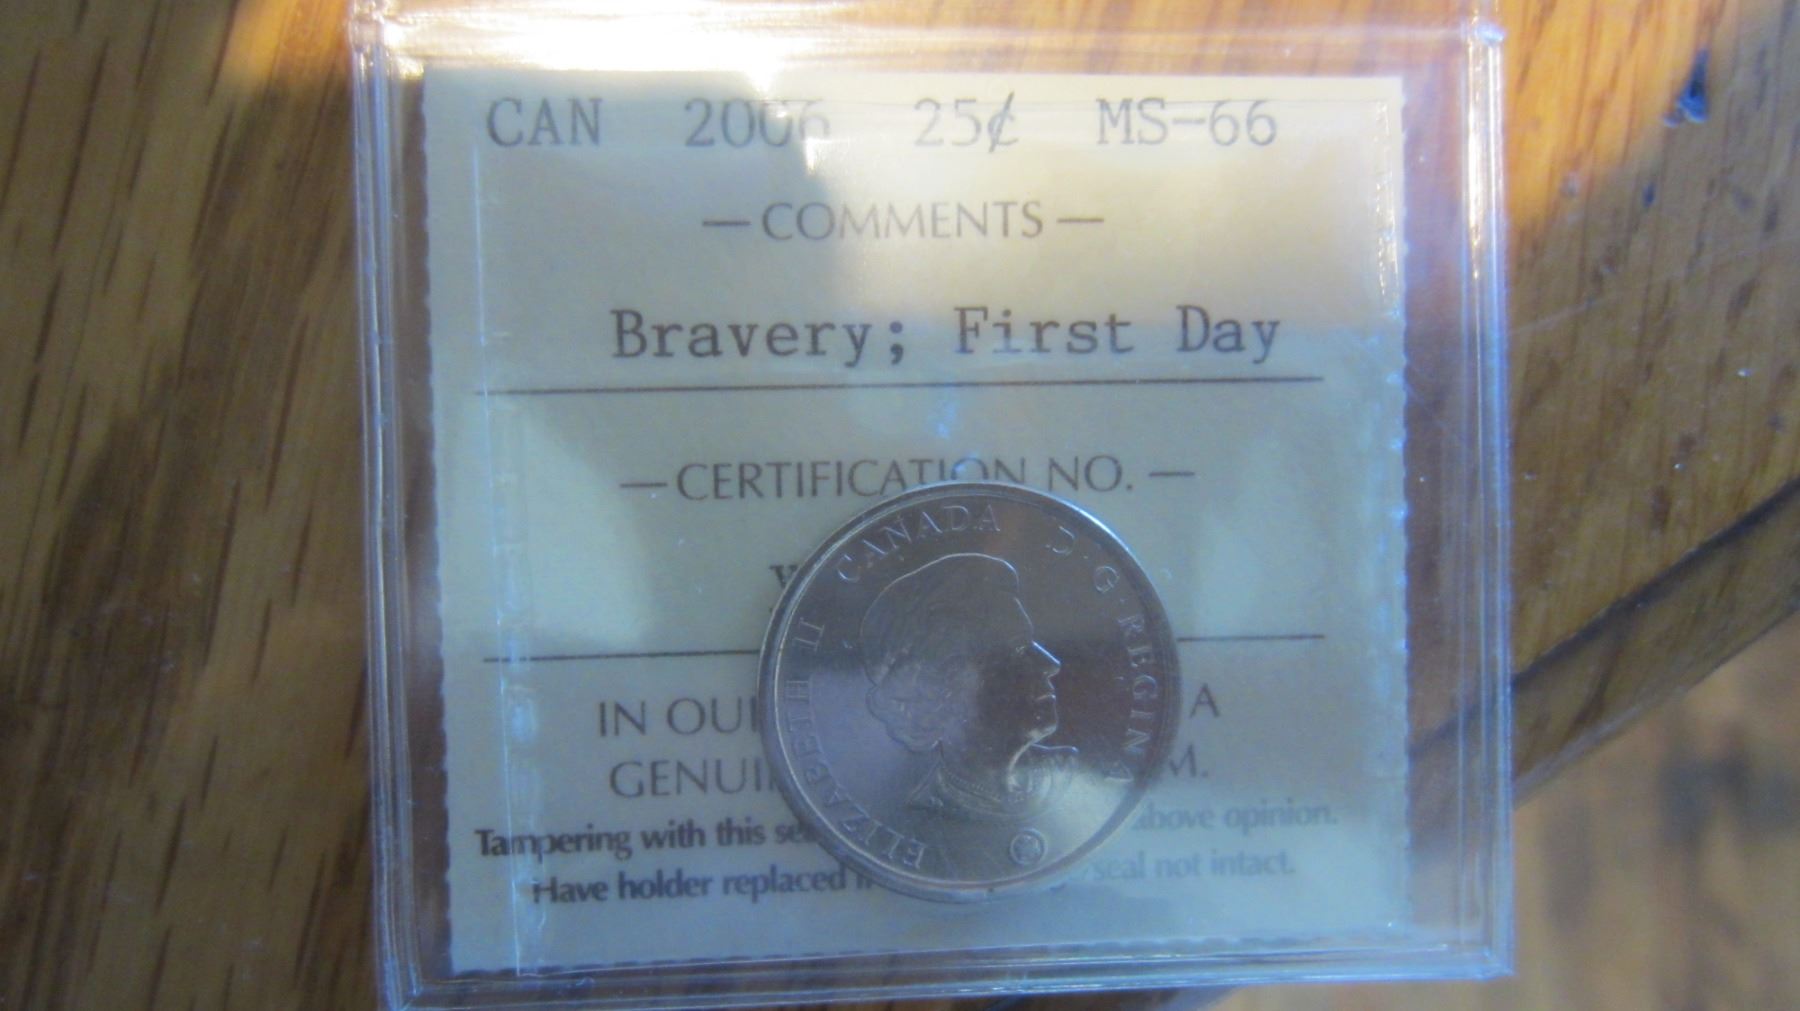 CAN 2006 25¢ MS-66
— COMMENTS —
Bravery; First Day
— CERTIFICATION NO. —
IN OU A
GENUI M.
Tampering with this above opinion.
Have holder replaced seal not intact.
ELIZABETH II CANADA D·G·REGINA